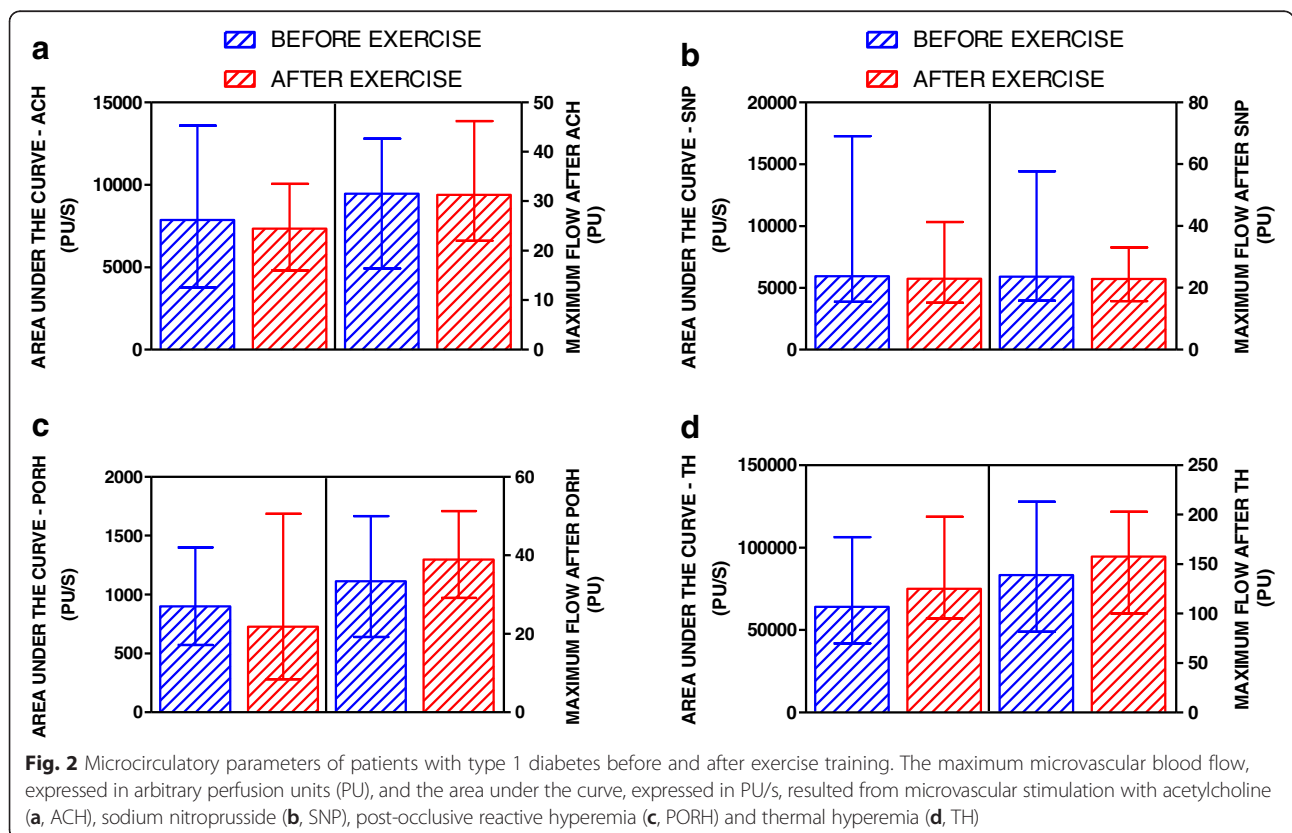 a
BEFORE EXERCISE
AFTER EXERCISE
AREA UNDER THE CURVE - ACH
(PU/S)
15000
10000
5000
0
50
40
30
20
10
0
MAXIMUM FLOW AFTER ACH
(PU)
b
BEFORE EXERCISE
AFTER EXERCISE
AREA UNDER THE CURVE - SNP
(PU/S)
20000
15000
10000
5000
0
80
60
40
20
0
MAXIMUM FLOW AFTER SNP
(PU)
c
AREA UNDER THE CURVE - PORH
(PU/S)
2000
1500
1000
500
0
60
40
20
0
MAXIMUM FLOW AFTER PORH
(PU)
d
AREA UNDER THE CURVE - TH
(PU/S)
150000
100000
50000
0
250
200
150
100
50
0
MAXIMUM FLOW AFTER TH
(PU)
Fig. 2 Microcirculatory parameters of patients with type 1 diabetes before and after exercise training. The maximum microvascular blood flow,
expressed in arbitrary perfusion units (PU), and the area under the curve, expressed in PU/s, resulted from microvascular stimulation with acetylcholine
(a, ACH), sodium nitroprusside (b, SNP), post-occlusive reactive hyperemia (c, PORH) and thermal hyperemia (d, TH)